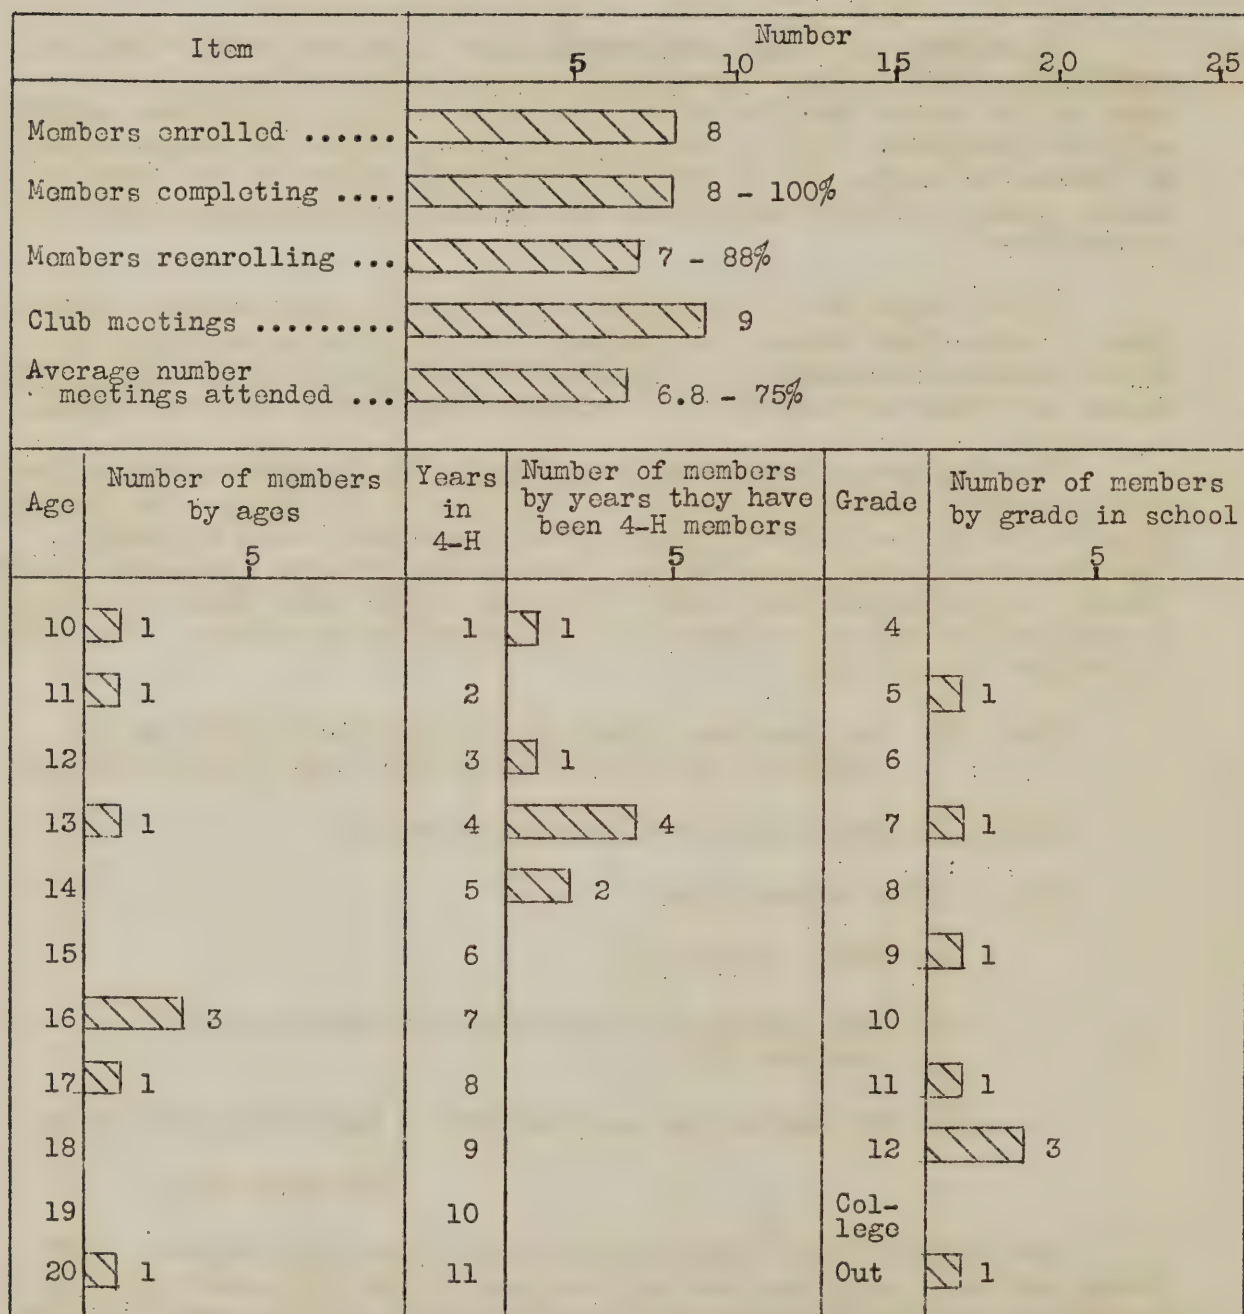 Item
Number
5 10 15 20 25
Members enrolled ...... 8
Members completing .... 8 - 100%
Members reenrolling ... 7 - 88%
Club meetings ......... 9
Average number
meetings attended ... 6.8 - 75%
Age
Number of members
by ages
5
Years
in
4-H
Number of members
by years they have
been 4-H members
5
Grade
Number of members
by grade in school
5
10 1 1 1 4
11 1 2 5 1
12 3 1 6
13 1 4 4 7 1
14 5 2 8
15 6 9 1
16 3 7 10
17 1 8 11 1
18 9 12 3
19 10 Col-
lege
20 1 11 Out 1